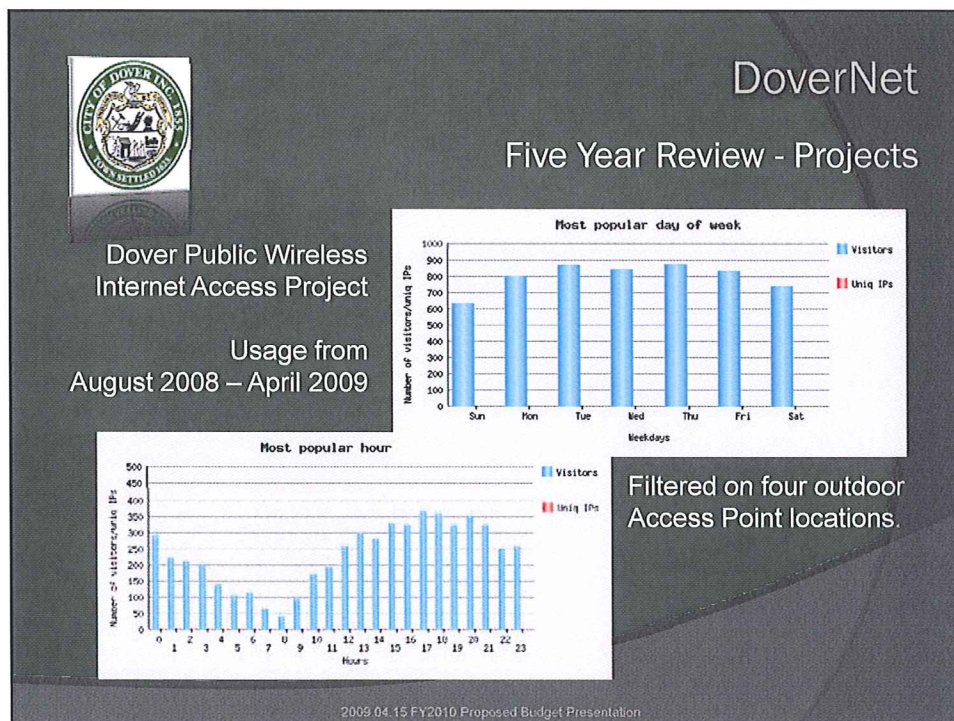 DoverNet
Five Year Review - Projects
CITY OF DOVER INC. 1855
TOWN SETTLED 1623
Dover Public Wireless
Internet Access Project
Usage from
August 2008 – April 2009
Most popular day of week
Number of visitors/uniq IPs
1000
900
800
700
600
500
400
300
200
100
0
Sun Mon Tue Wed Thu Fri Sat
Weekdays
Visitors
Uniq IPs
Most popular hour
Number of visitors/uniq IPs
500
450
400
350
300
250
200
150
100
50
0
0 2 4 6 8 10 12 14 16 18 20 22
1 3 5 7 9 11 13 15 17 19 21 23
Hours
Visitors
Uniq IPs
Filtered on four outdoor
Access Point locations.
2009.04.15 FY2010 Proposed Budget Presentation